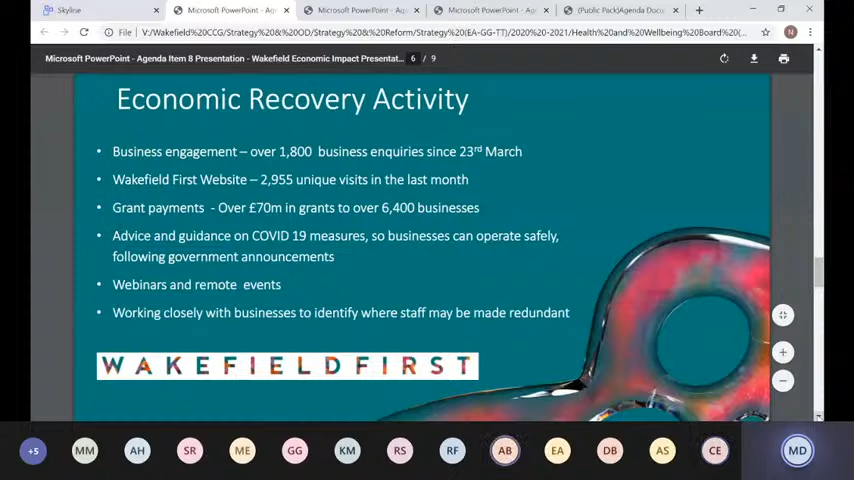 Skyline
Microsoft PowerPoint - Age
Microsoft PowerPoint - Age
Microsoft PowerPoint - Age
(Public Pack)Agenda Docu
File
V:/Wakefield%20CCG/Strategy%20&%20OD/Strategy%20&%20Reform/Strategy%20(EA-GG-TT)/2020%20-2021/Health%20and%20Wellbeing%20Board%20(...
N
Microsoft PowerPoint - Agenda Item 8 Presentation - Wakefield Economic Impact Presentat...
6 / 9
Economic Recovery Activity
• Business engagement – over 1,800 business enquiries since 23rd March
• Wakefield First Website – 2,955 unique visits in the last month
• Grant payments - Over £70m in grants to over 6,400 businesses
• Advice and guidance on COVID 19 measures, so businesses can operate safely,
following government announcements
• Webinars and remote events
• Working closely with businesses to identify where staff may be made redundant
WAKEFIELDFIRST
+5 MM AH SR ME GG KM RS RF AB EA DB AS CE MD